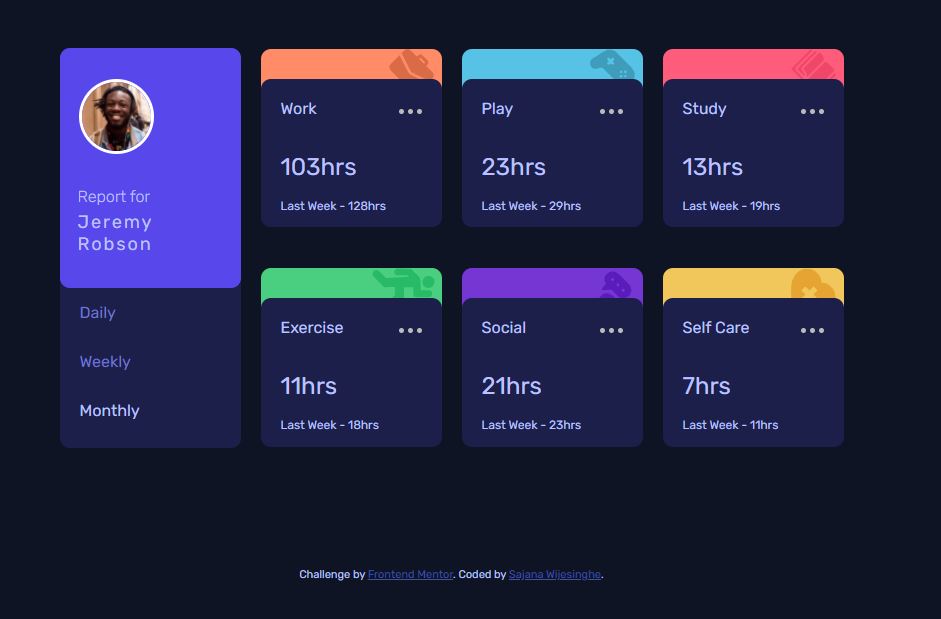 Report for
Jeremy
Robson
Daily
Weekly
Monthly
Work
103hrs
Last Week - 128hrs
Play
23hrs
Last Week - 29hrs
Study
13hrs
Last Week - 19hrs
Exercise
11hrs
Last Week - 18hrs
Social
21hrs
Last Week - 23hrs
Self Care
7hrs
Last Week - 11hrs
Challenge by Frontend Mentor. Coded by Sajana Wijesinghe.